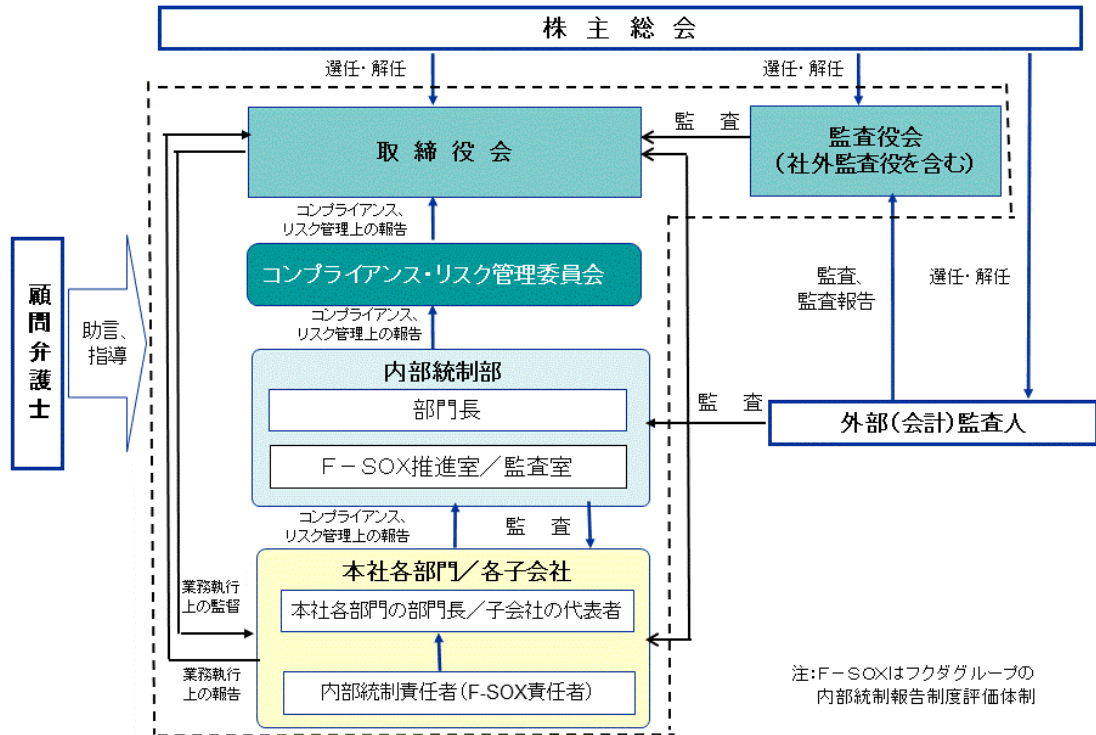 株主総会
選任・解任
選任・解任
取締役会
監　査
監査役会
（社外監査役を含む）
コンプライアンス、
リスク管理上の報告
コンプライアンス・リスク管理委員会
監査、
監査報告
選任・解任
顧問弁護士
助言、
指導
コンプライアンス、
リスク管理上の報告
内部統制部
部門長
監　査
外部（会計）監査人
Ｆ－SOX推進室／監査室
コンプライアンス、
リスク管理上の報告
監　査
本社各部門／各子会社
業務執行
上の監督
本社各部門の部門長／子会社の代表者
業務執行
上の報告
内部統制責任者（F-SOX責任者）
注：Ｆ－SOXはフクダグループの
内部統制報告制度評価体制